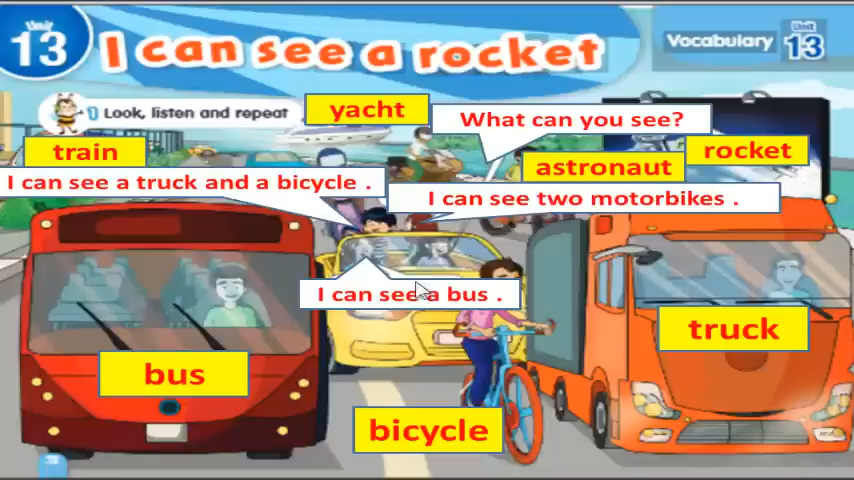 Unit
13
I can see a rocket
Vocabulary
Unit
13
1 Look, listen and repeat
yacht
What can you see?
train
astronaut
rocket
I can see a truck and a bicycle .
I can see two motorbikes .
I can see a bus .
truck
bus
bicycle